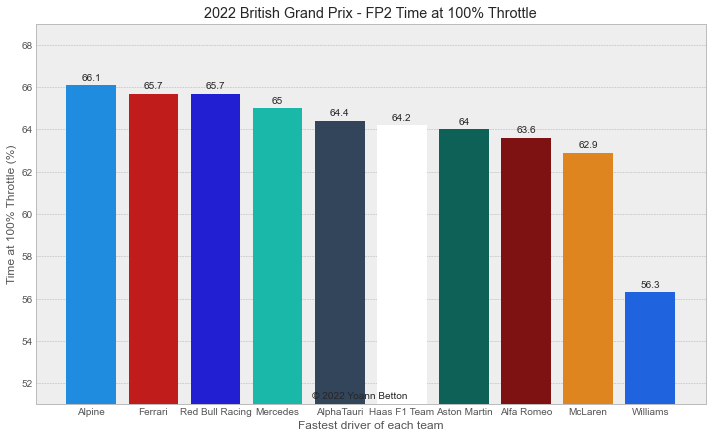 2022 British Grand Prix - FP2 Time at 100% Throttle
Time at 100% Throttle (%)
68
66
64
62
60
58
56
54
52
66.1
65.7
65.7
65
64.4
64.2
64
63.6
62.9
56.3
© 2022 Yoann Betton
Alpine
Ferrari
Red Bull Racing
Mercedes
AlphaTauri
Haas F1 Team
Aston Martin
Alfa Romeo
McLaren
Williams
Fastest driver of each team